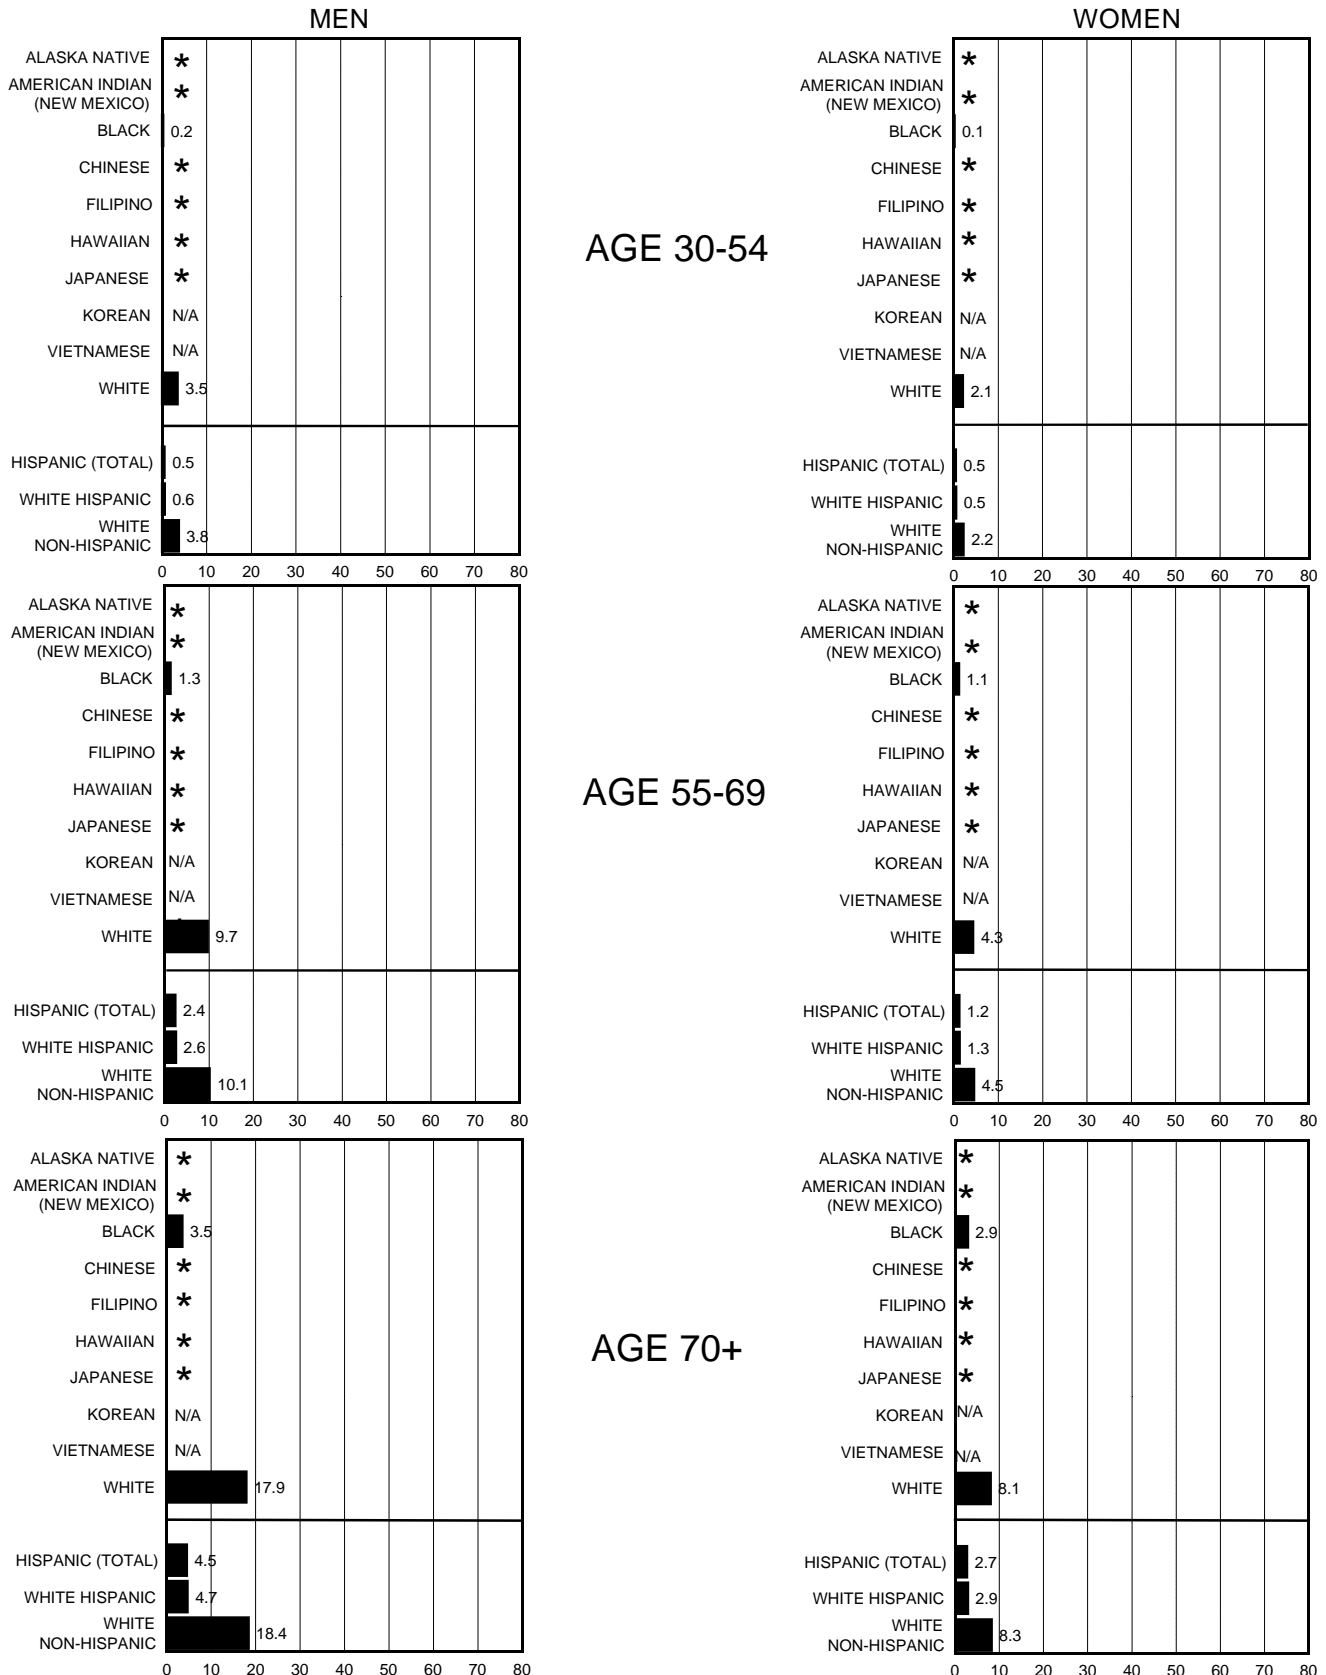 MEN
ALASKA NATIVE *
AMERICAN INDIAN
(NEW MEXICO) *
BLACK 0.2
CHINESE *
FILIPINO *
HAWAIIAN *
JAPANESE *
KOREAN N/A
VIETNAMESE N/A
WHITE 3.5
HISPANIC (TOTAL) 0.5
WHITE HISPANIC 0.6
WHITE
NON-HISPANIC 3.8
0 10 20 30 40 50 60 70 80
WOMEN
ALASKA NATIVE *
AMERICAN INDIAN
(NEW MEXICO) *
BLACK 0.1
CHINESE *
FILIPINO *
HAWAIIAN *
JAPANESE *
KOREAN N/A
VIETNAMESE N/A
WHITE 2.1
HISPANIC (TOTAL) 0.5
WHITE HISPANIC 0.5
WHITE
NON-HISPANIC 2.2
0 10 20 30 40 50 60 70 80
AGE 30-54
ALASKA NATIVE *
AMERICAN INDIAN
(NEW MEXICO) *
BLACK 1.3
CHINESE *
FILIPINO *
HAWAIIAN *
JAPANESE *
KOREAN N/A
VIETNAMESE N/A
WHITE 9.7
HISPANIC (TOTAL) 2.4
WHITE HISPANIC 2.6
WHITE
NON-HISPANIC 10.1
0 10 20 30 40 50 60 70 80
AGE 55-69
ALASKA NATIVE *
AMERICAN INDIAN
(NEW MEXICO) *
BLACK 1.1
CHINESE *
FILIPINO *
HAWAIIAN *
JAPANESE *
KOREAN N/A
VIETNAMESE N/A
WHITE 4.3
HISPANIC (TOTAL) 1.2
WHITE HISPANIC 1.3
WHITE
NON-HISPANIC 4.5
0 10 20 30 40 50 60 70 80
ALASKA NATIVE *
AMERICAN INDIAN
(NEW MEXICO) *
BLACK 3.5
CHINESE *
FILIPINO *
HAWAIIAN *
JAPANESE *
KOREAN N/A
VIETNAMESE N/A
WHITE 17.9
HISPANIC (TOTAL) 4.5
WHITE HISPANIC 4.7
WHITE
NON-HISPANIC 18.4
0 10 20 30 40 50 60 70 80
AGE 70+
ALASKA NATIVE *
AMERICAN INDIAN
(NEW MEXICO) *
BLACK 2.9
CHINESE *
FILIPINO *
HAWAIIAN *
JAPANESE *
KOREAN N/A
VIETNAMESE N/A
WHITE 8.1
HISPANIC (TOTAL) 2.7
WHITE HISPANIC 2.9
WHITE
NON-HISPANIC 8.3
0 10 20 30 40 50 60 70 80